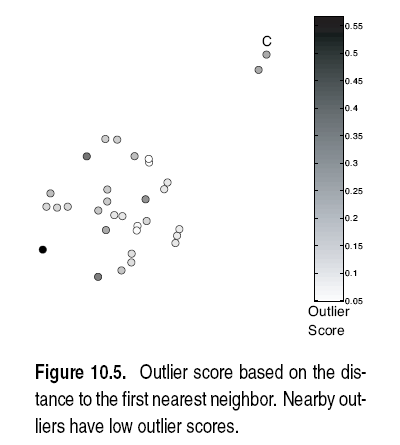 C
0.55
0.5
0.45
0.4
0.35
0.3
0.25
0.2
0.15
0.1
0.05
Outlier
Score
Figure 10.5. Outlier score based on the dis-
tance to the first nearest neighbor. Nearby out-
liers have low outlier scores.